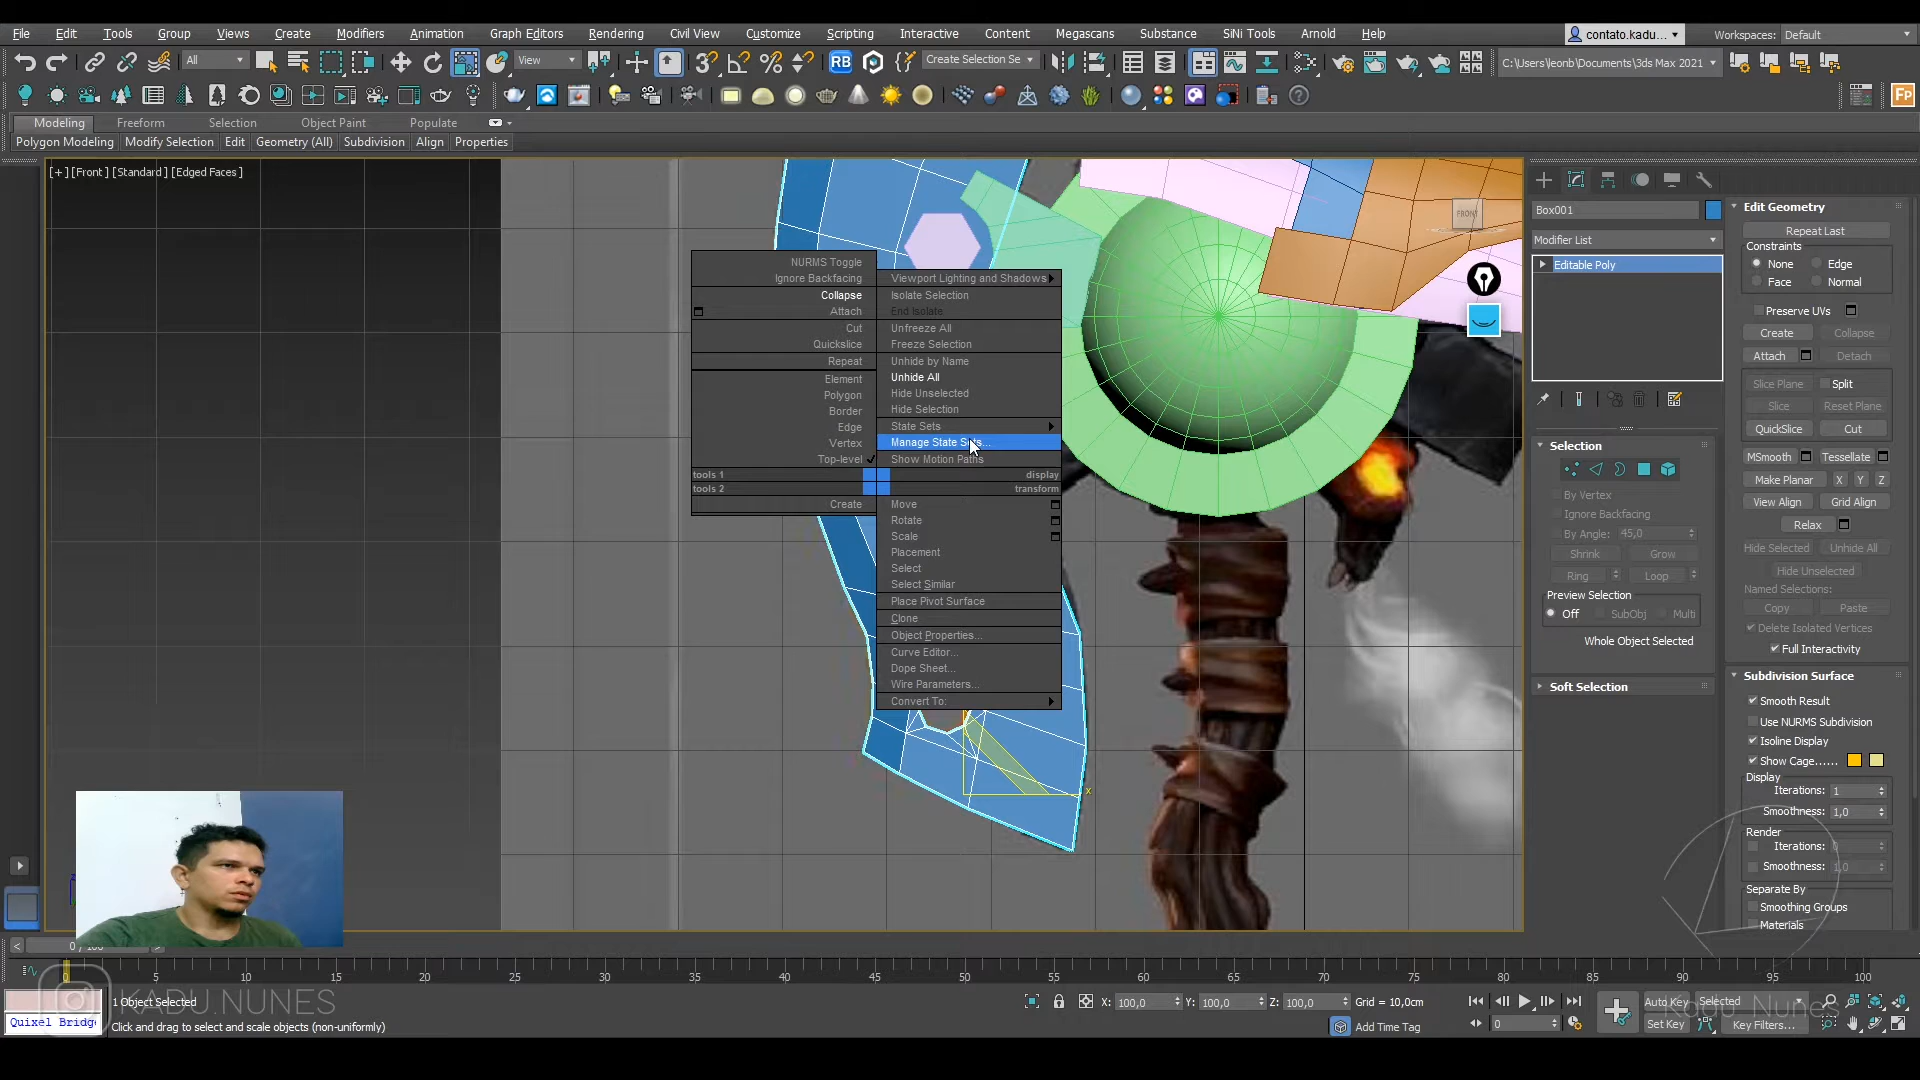 File Edit Tools Group Views Create Modifiers Animation Graph Editors Rendering Civil View Customize Scripting Interactive Content Megascans Substance SiNi Tools Arnold Help contato.kadu... Workspaces: Default
All View Create Selection Se C:\Users\leonb\Documents\3ds Max 2021
Modeling Freeform Selection Object Paint Populate
Polygon Modeling Modify Selection Edit Geometry (All) Subdivision Align Properties
[+] [Front] [Standard] [Edged Faces]
FRONT
NURMS Toggle
Ignore Backfacing
Collapse
Attach
Cut
Quickslice
Repeat
Element
Polygon
Border
Edge
Vertex
Top-level
tools 1
tools 2
Create
Viewport Lighting and Shadows
Isolate Selection
End Isolate
Unfreeze All
Freeze Selection
Unhide by Name
Unhide All
Hide Unselected
Hide Selection
State Sets
Manage State Sets...
Show Motion Paths
display
transform
Move
Rotate
Scale
Placement
Select
Select Similar
Place Pivot Surface
Clone
Object Properties...
Curve Editor...
Dope Sheet...
Wire Parameters...
Convert To:
x
Box001
Modifier List
Editable Poly
Selection
By Vertex
Ignore Backfacing
By Angle: 45,0
Shrink Grow
Ring Loop
Preview Selection
Off SubObj Multi
Whole Object Selected
Soft Selection
Edit Geometry
Repeat Last
Constraints
None Edge
Face Normal
Preserve UVs
Create Collapse
Attach Detach
Slice Plane Split
Slice Reset Plane
QuickSlice Cut
MSmooth Tessellate
Make Planar X Y Z
View Align Grid Align
Relax
Hide Selected Unhide All
Hide Unselected
Named Selections:
Copy Paste
Delete Isolated Vertices
Full Interactivity
Subdivision Surface
Smooth Result
Use NURMS Subdivision
Isoline Display
Show Cage......
Display
Iterations: 1
Smoothness: 1,0
Render
Iterations: 0
Smoothness: 1,0
Separate By
Smoothing Groups
Materials
0 / 100
0 5 10 15 20 25 30 35 40 45 50 55 60 65 70 75 80 85 90 95 100
KADU.NUNES
1 Object Selected X: 100,0 Y: 100,0 Z: 100,0 Grid = 10,0cm Auto Key Selected
Kadu_Nunes
Quixel Bridge Click and drag to select and scale objects (non-uniformly) Add Time Tag 0 Set Key Key Filters...